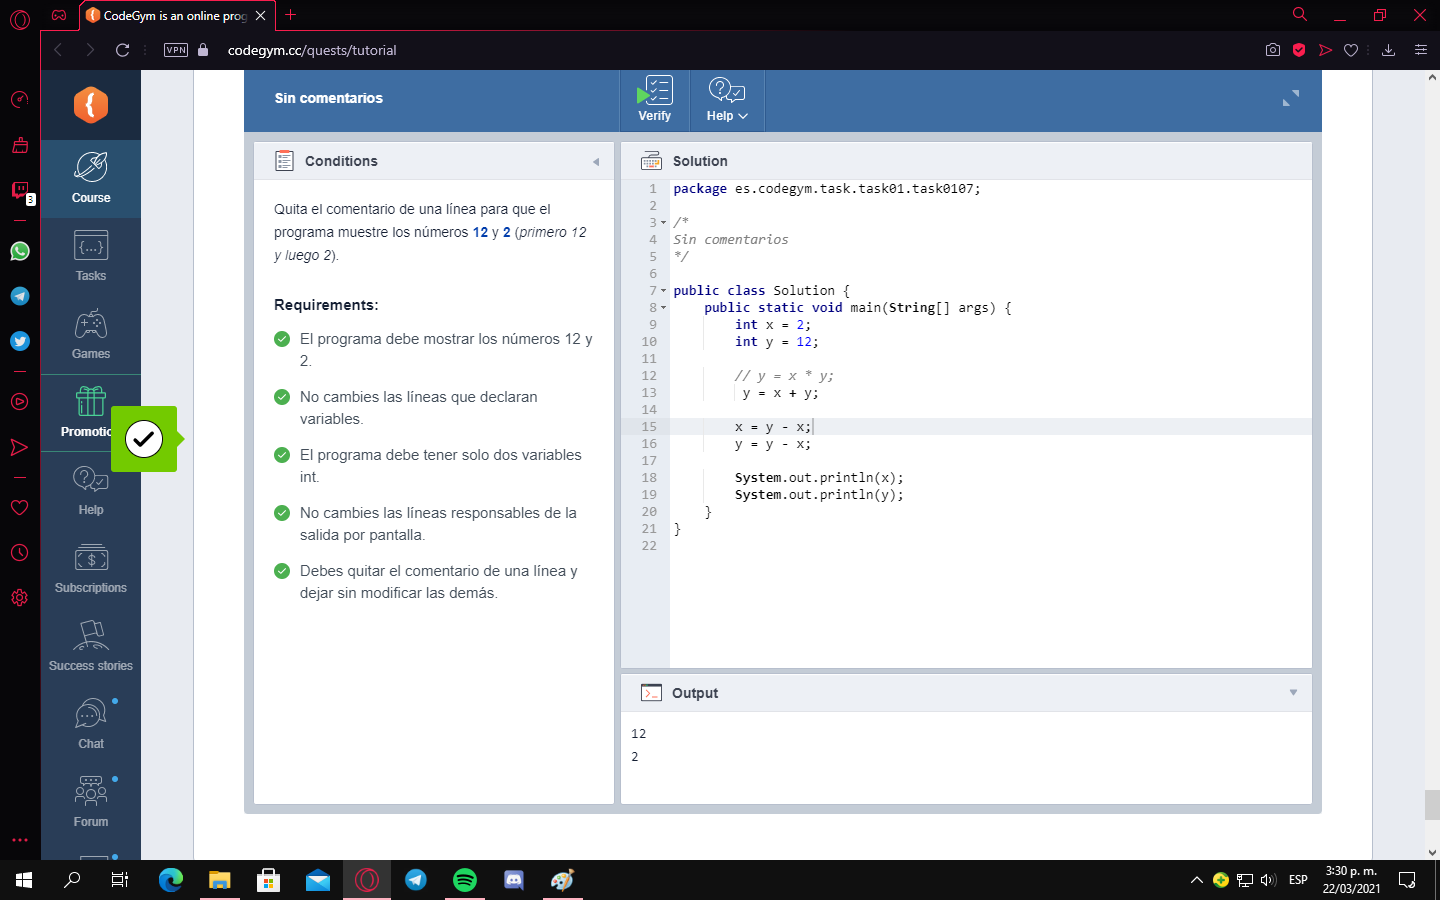 CodeGym is an online prog
VPN
codegym.cc/quests/tutorial
3
Sin comentarios
Verify
Help
Course
Tasks
Games
Promotio
Help
Subscriptions
Success stories
Chat
Forum
Conditions
Quita el comentario de una línea para que el
programa muestre los números 12 y 2 (primero 12
y luego 2).
Requirements:
El programa debe mostrar los números 12 y
2.
No cambies las líneas que declaran
variables.
El programa debe tener solo dos variables
int.
No cambies las líneas responsables de la
salida por pantalla.
Debes quitar el comentario de una línea y
dejar sin modificar las demás.
Solution
1 package es.codegym.task.task01.task0107;
2
3 /*
4 Sin comentarios
5 */
6
7 public class Solution {
8 public static void main(String[] args) {
9 int x = 2;
10 int y = 12;
11
12 // y = x * y;
13 y = x + y;
14
15 x = y - x;
16 y = y - x;
17
18 System.out.println(x);
19 System.out.println(y);
20 }
21 }
22
Output
12
2
ESP
3:30 p. m.
22/03/2021